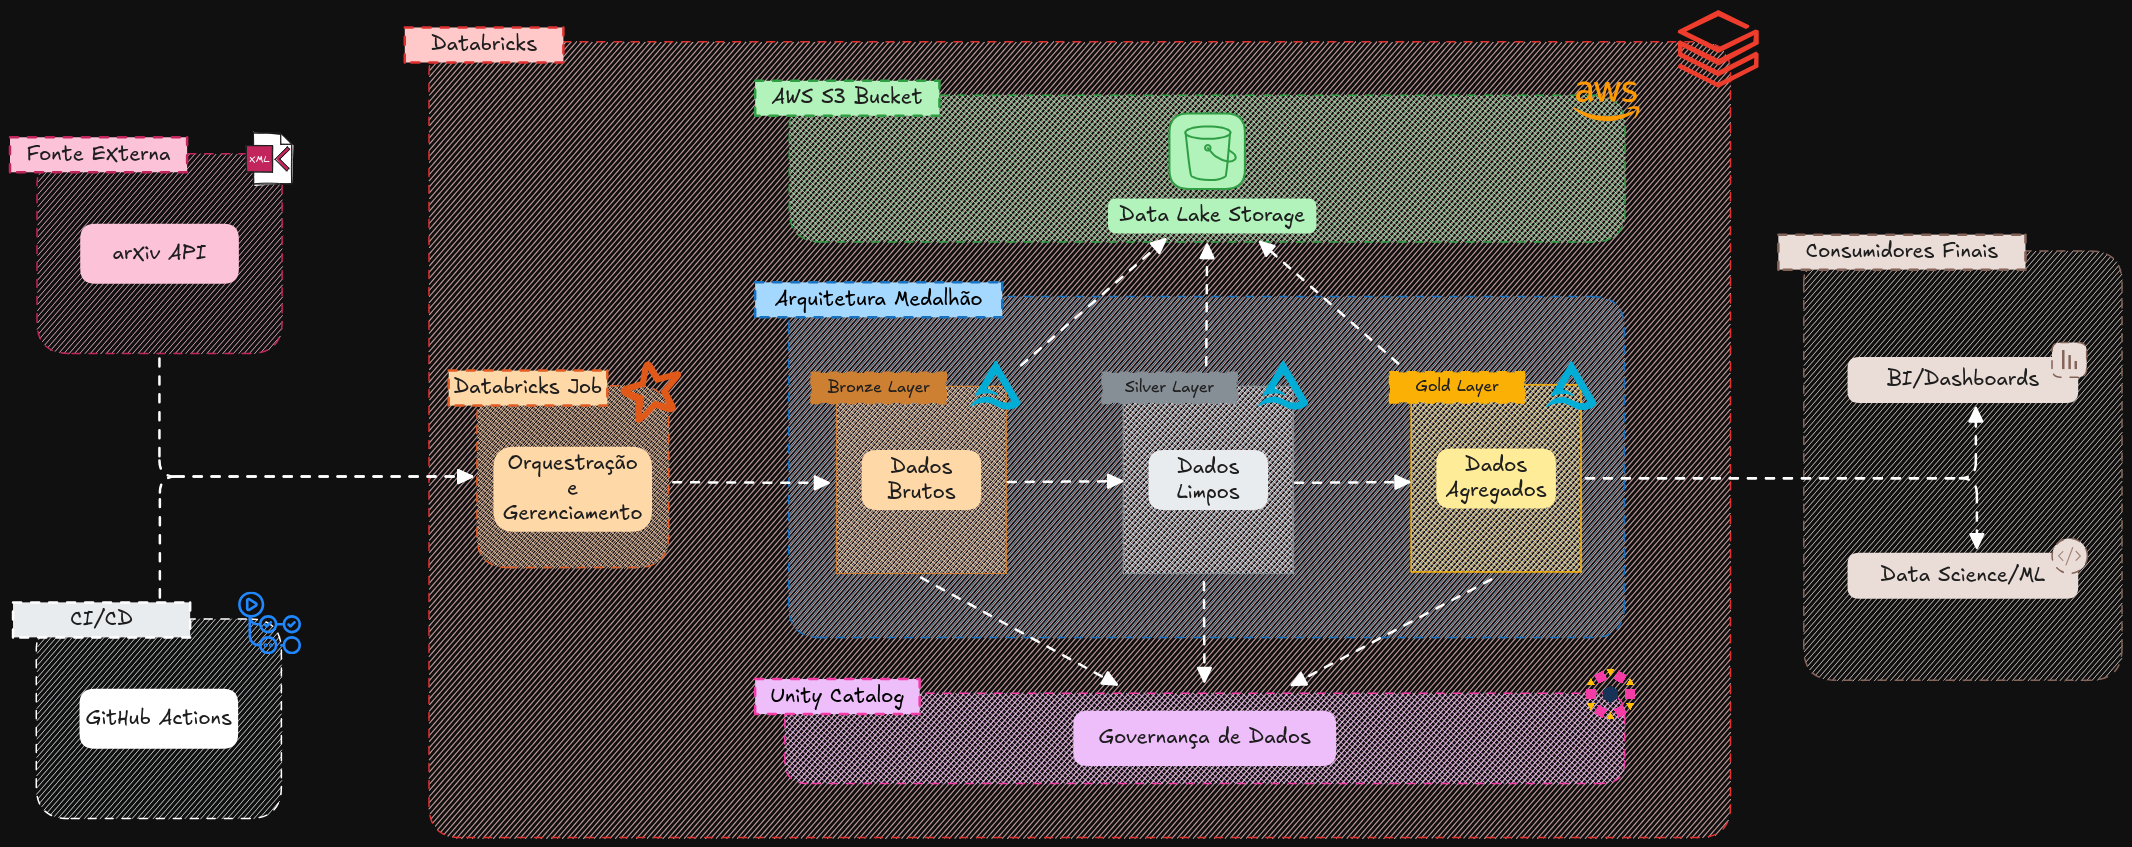 Databricks
AWS S3 Bucket
aws
Data Lake Storage
Fonte Externa
XML
arXiv API
Arquitetura Medalhão
Databricks Job
Orquestração
e
Gerenciamento
Bronze Layer
Dados
Brutos
Silver Layer
Dados
Limpos
Gold Layer
Dados
Agregados
Consumidores Finais
BI/Dashboards
</>
Data Science/ML
CI/CD
GitHub Actions
Unity Catalog
Governança de Dados